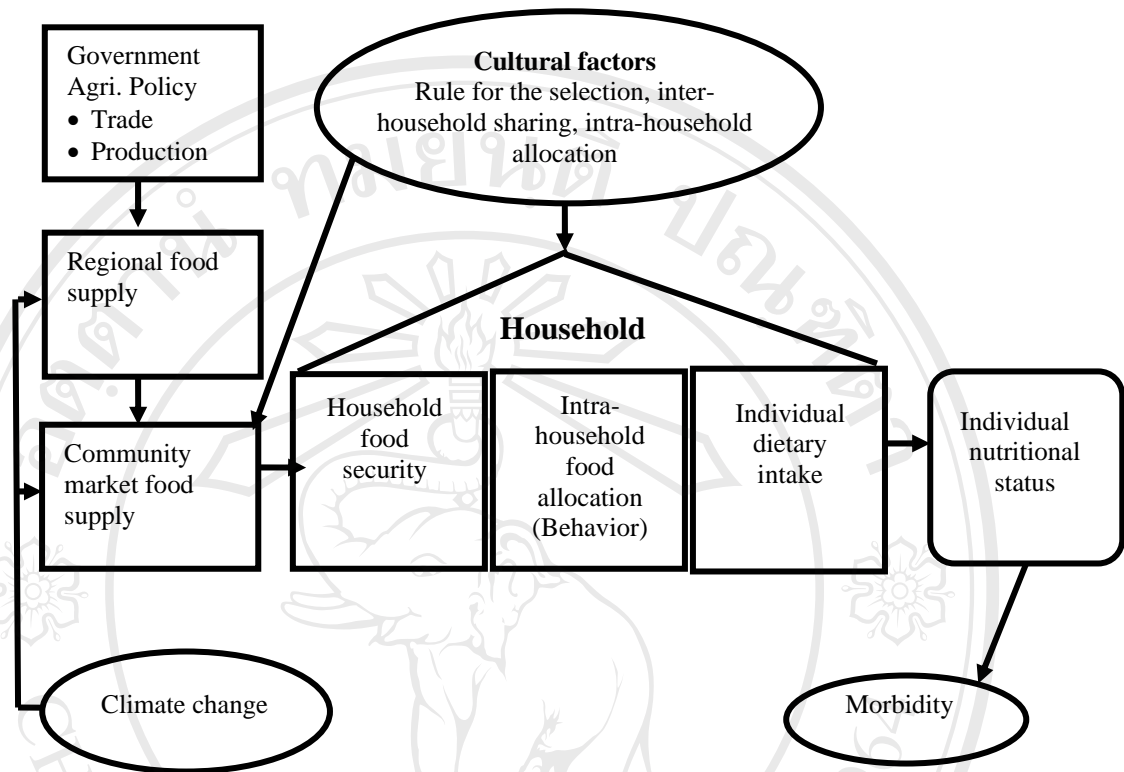 Government
Agri. Policy
• Trade
• Production
Cultural factors
Rule for the selection, inter-
household sharing, intra-household
allocation
Regional food
supply
Household
Community
market food
supply
Household
food
security
Intra-
household
food
allocation
(Behavior)
Individual
dietary
intake
Individual
nutritional
status
Climate change
Morbidity